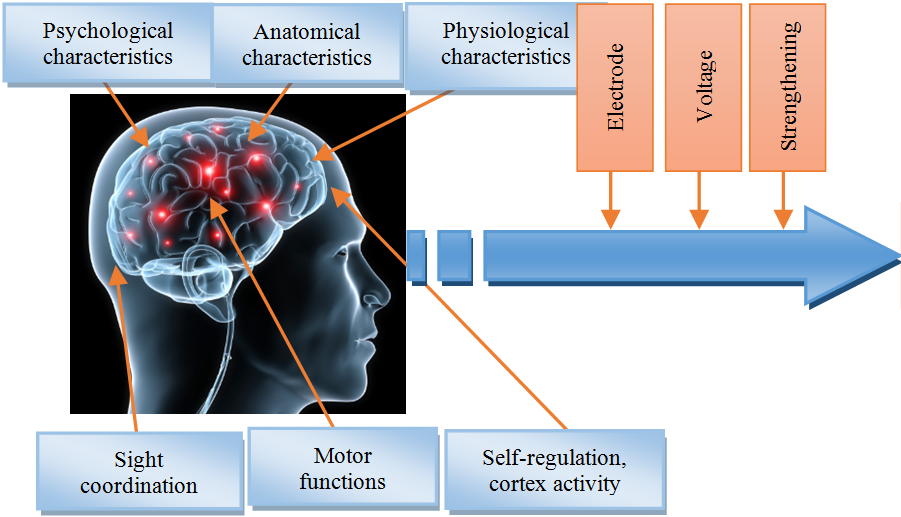 Psychological
characteristics
Anatomical
characteristics
Physiological
characteristics
Electrode
Voltage
Strengthening
Sight
coordination
Motor
functions
Self-regulation,
cortex activity